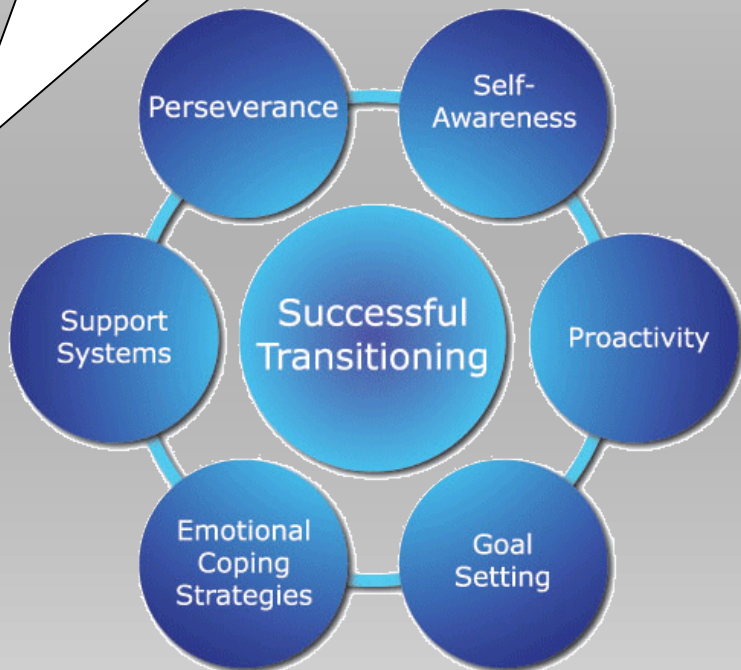 Perseverance
Self-
Awareness
Support
Systems
Successful
Transitioning
Proactivity
Emotional
Coping
Strategies
Goal
Setting